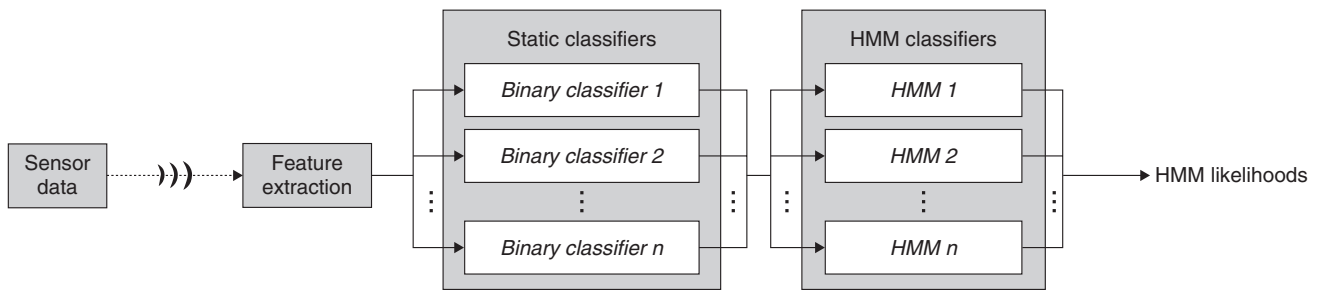 Static classifiers
HMM classifiers
Binary classifier 1
HMM 1
Sensor
data
Feature
extraction
Binary classifier 2
HMM 2
HMM likelihoods
Binary classifier n
HMM n